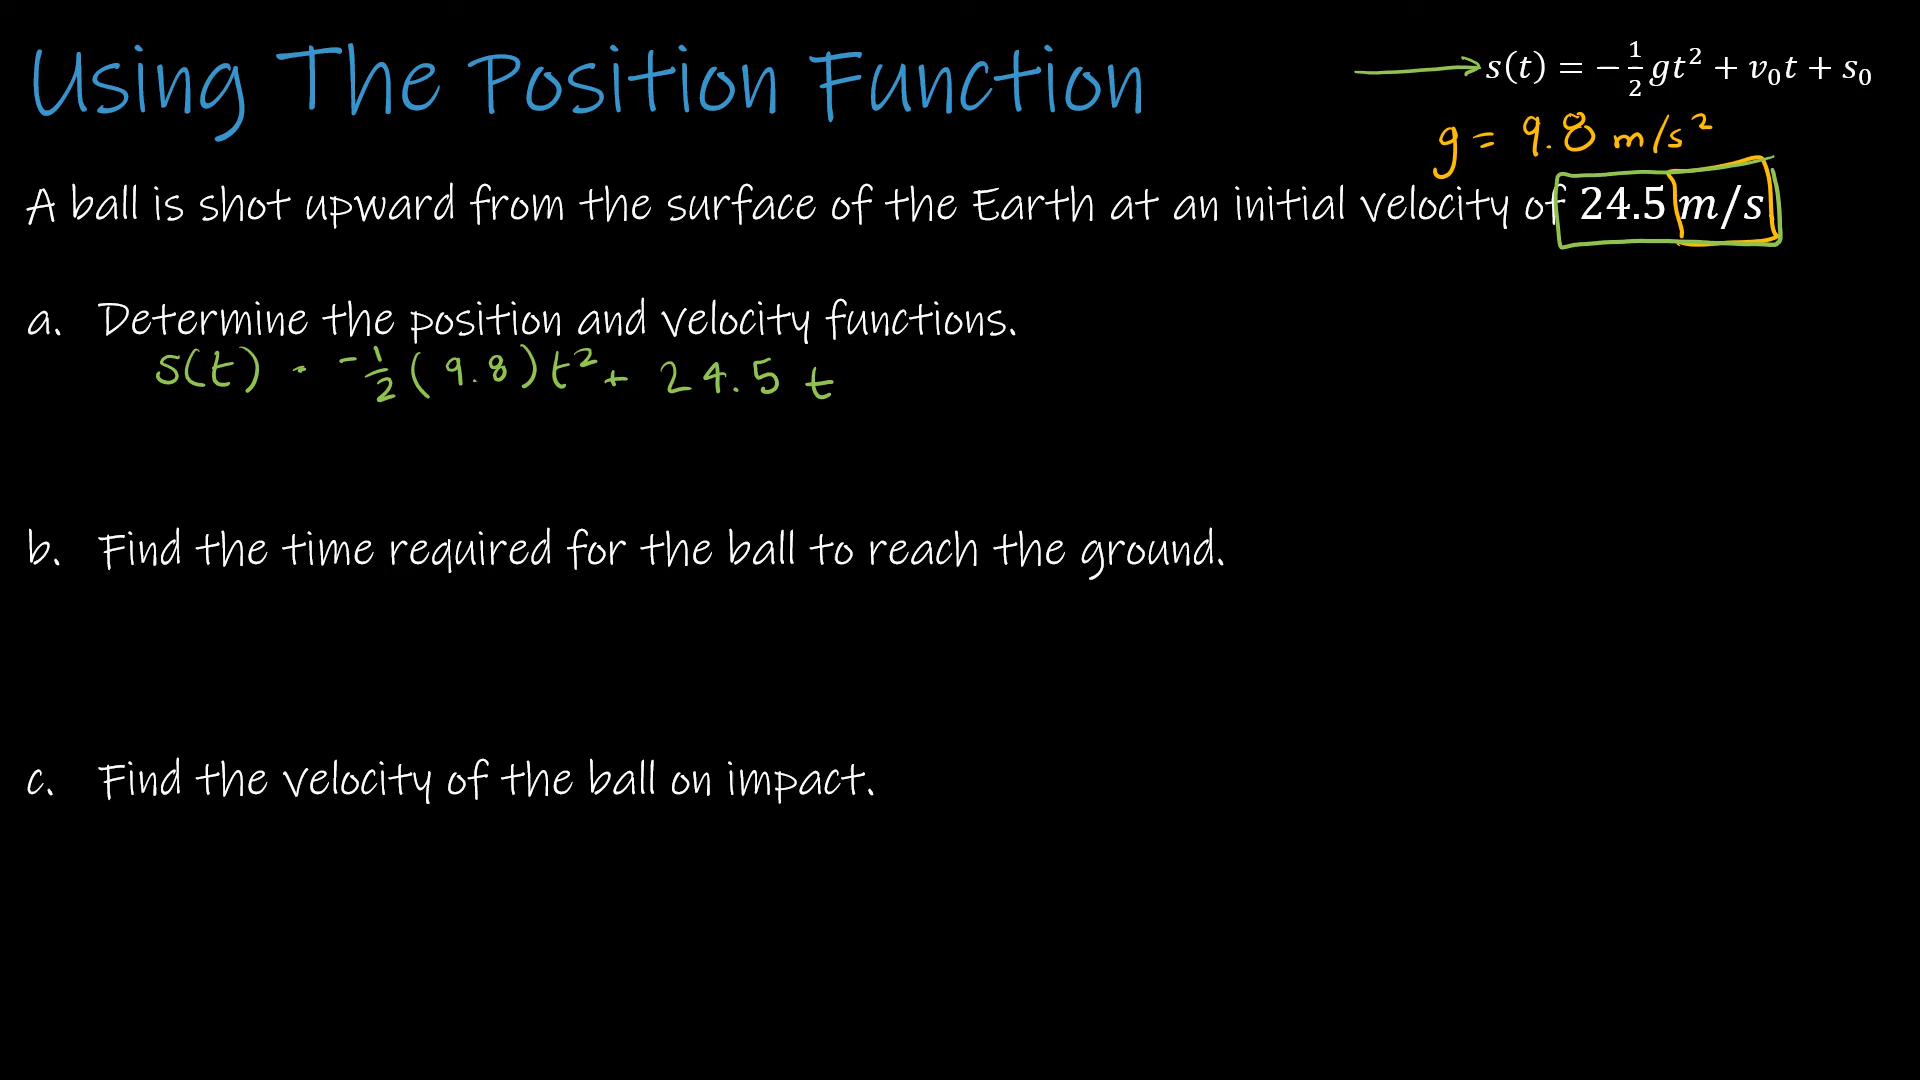 Using The Position Function
s(t) = -½gt² + v₀t + s₀
g = 9.8 m/s²
A ball is shot upward from the surface of the Earth at an initial velocity of 24.5 m/s
a. Determine the position and velocity functions.
s(t) = -½(9.8)t² + 24.5 t
b. Find the time required for the ball to reach the ground.
c. Find the velocity of the ball on impact.